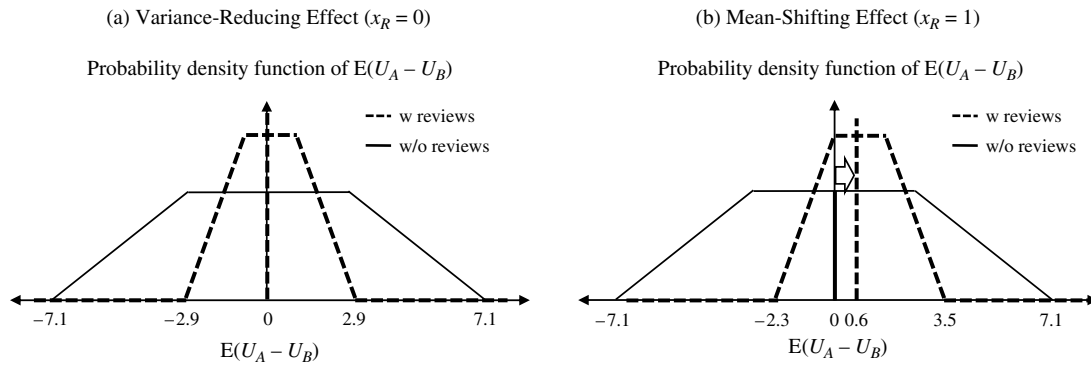 (a) Variance-Reducing Effect (x_R = 0)
Probability density function of E(U_A – U_B)
w reviews
w/o reviews
–7.1 –2.9 0 2.9 7.1
E(U_A – U_B)
(b) Mean-Shifting Effect (x_R = 1)
Probability density function of E(U_A – U_B)
w reviews
w/o reviews
–7.1 –2.3 0 0.6 3.5 7.1
E(U_A – U_B)